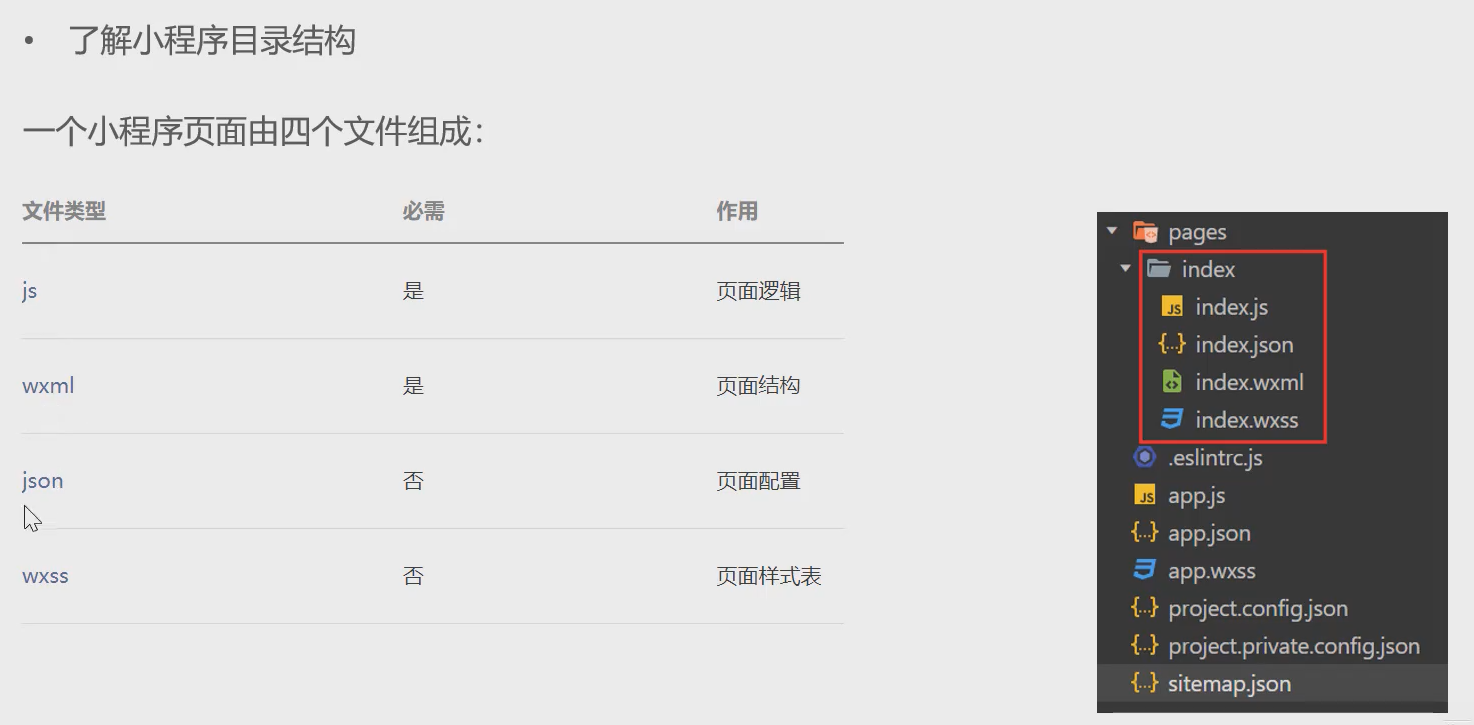 • 了解小程序目录结构
一个小程序页面由四个文件组成：
文件类型 必需 作用
js 是 页面逻辑
wxml 是 页面结构
json 否 页面配置
wxss 否 页面样式表
pages
index
index.js
index.json
index.wxml
index.wxss
.eslintrc.js
app.js
app.json
app.wxss
project.config.json
project.private.config.json
sitemap.json